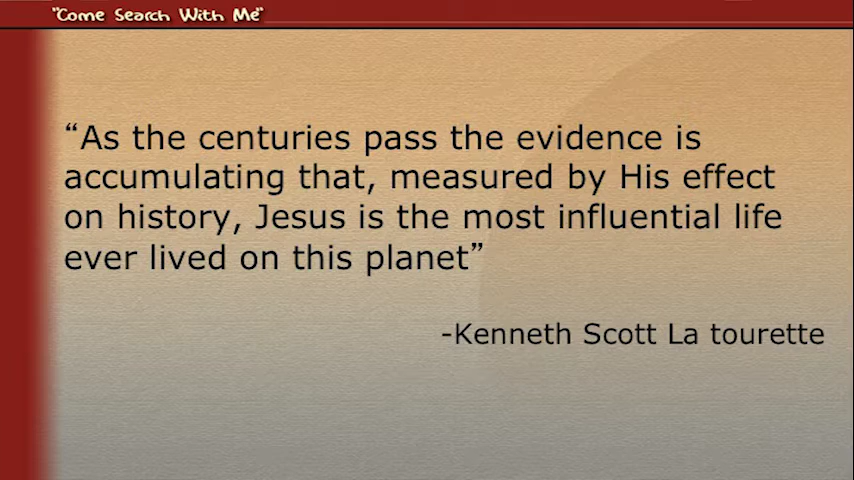 "Come Search With Me"
“As the centuries pass the evidence is
accumulating that, measured by His effect
on history, Jesus is the most influential life
ever lived on this planet”
-Kenneth Scott La tourette